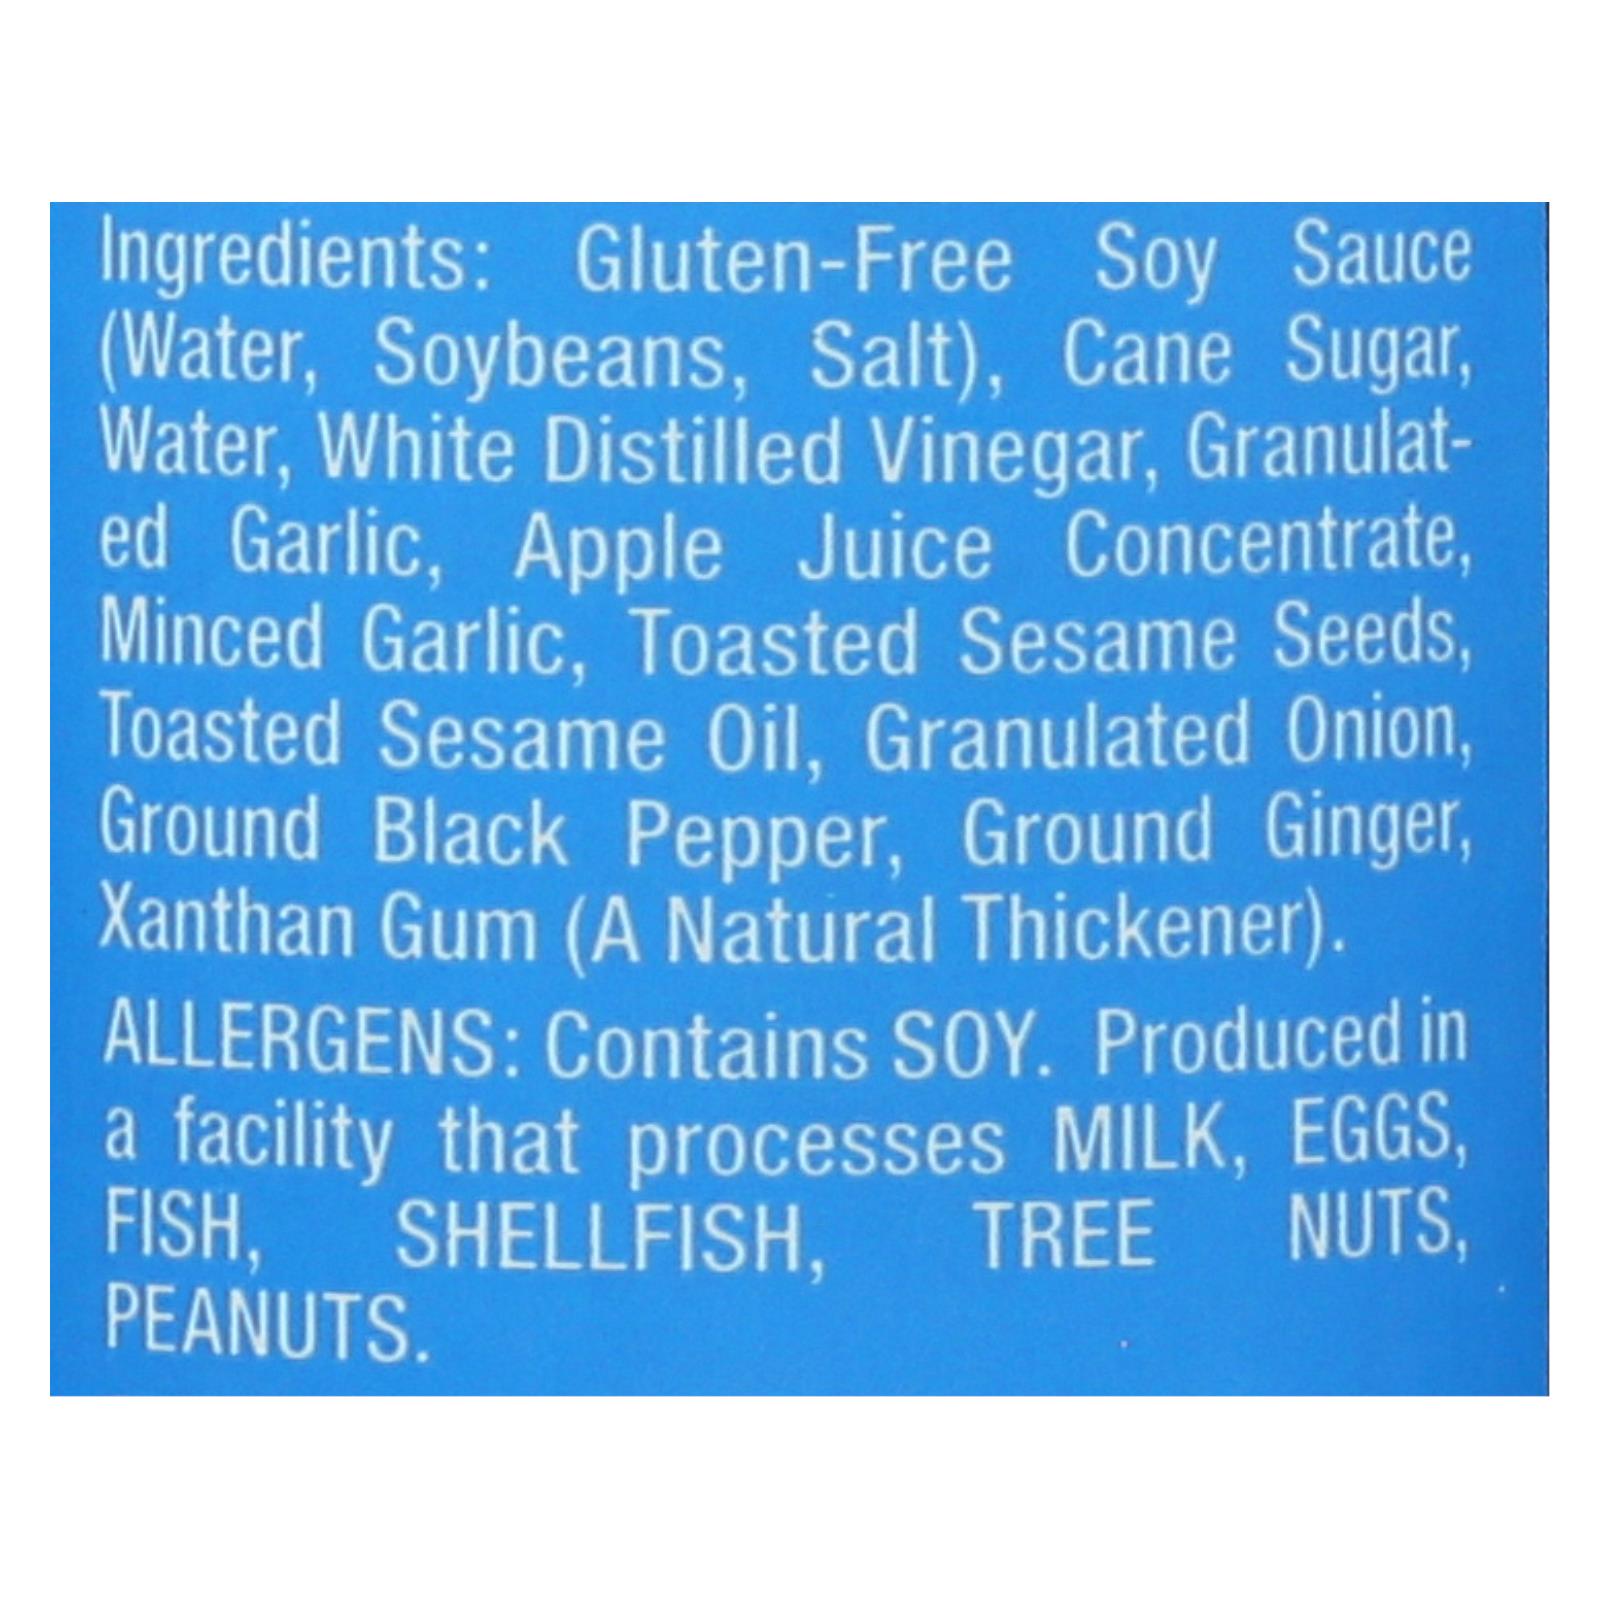 Ingredients: Gluten-Free Soy Sauce
(Water, Soybeans, Salt), Cane Sugar,
Water, White Distilled Vinegar, Granulat-
ed Garlic, Apple Juice Concentrate,
Minced Garlic, Toasted Sesame Seeds,
Toasted Sesame Oil, Granulated Onion,
Ground Black Pepper, Ground Ginger,
Xanthan Gum (A Natural Thickener).
ALLERGENS: Contains SOY. Produced in
a facility that processes MILK, EGGS,
FISH, SHELLFISH, TREE NUTS,
PEANUTS.